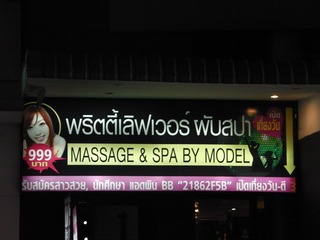 พริตตี้เลิฟเวอร์ ผับสปา
เปิด
เที่ยงวัน
999
บาท
MASSAGE & SPA BY MODEL
รับสมัครสาวสวย, นักศึกษา แอดพิน BB "21862F5B" เปิดเที่ยงวัน-ตี 3